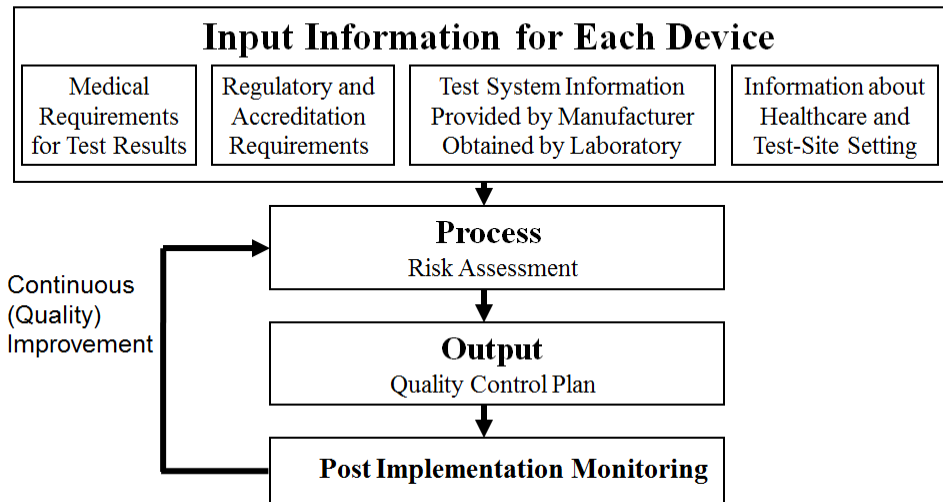 Input Information for Each Device
Medical
Requirements
for Test Results
Regulatory and
Accreditation
Requirements
Test System Information
Provided by Manufacturer
Obtained by Laboratory
Information about
Healthcare and
Test-Site Setting
Process
Risk Assessment
Continuous
(Quality)
Improvement
Output
Quality Control Plan
Post Implementation Monitoring